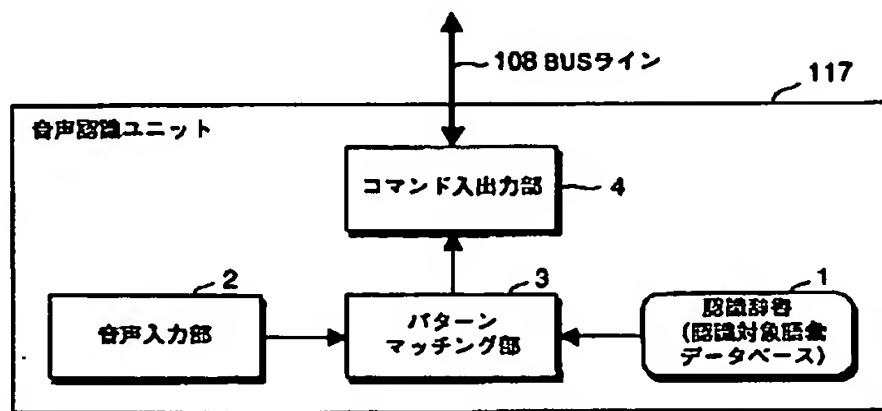 108 BUSライン
117
音声認識ユニット
コマンド入出力部
4
2
音声入力部
3
パターン
マッチング部
1
認識辞書
(認識対象語彙
データベース)